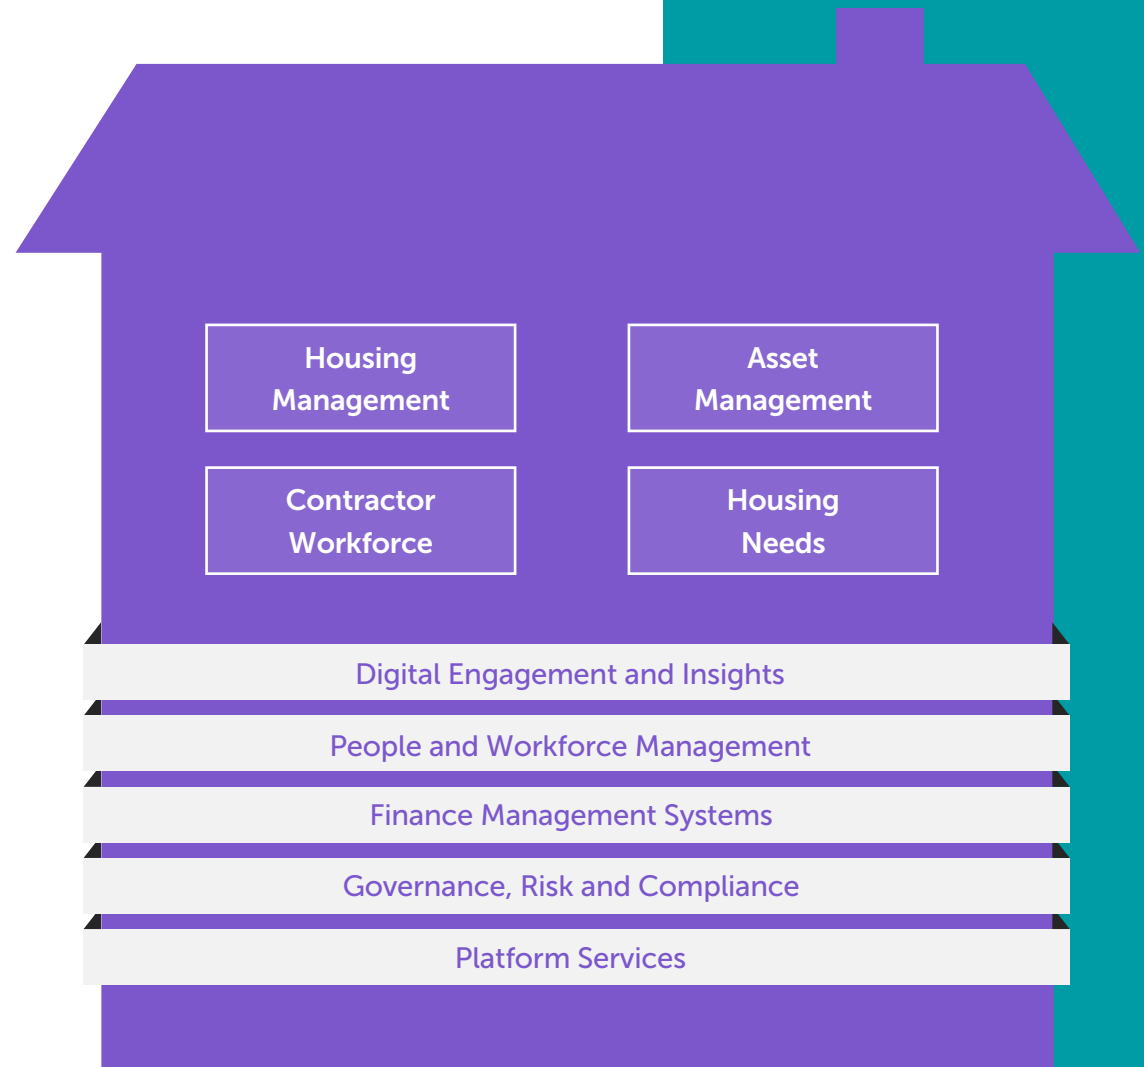 Housing
Management
Asset
Management
Contractor
Workforce
Housing
Needs
Digital Engagement and Insights
People and Workforce Management
Finance Management Systems
Governance, Risk and Compliance
Platform Services